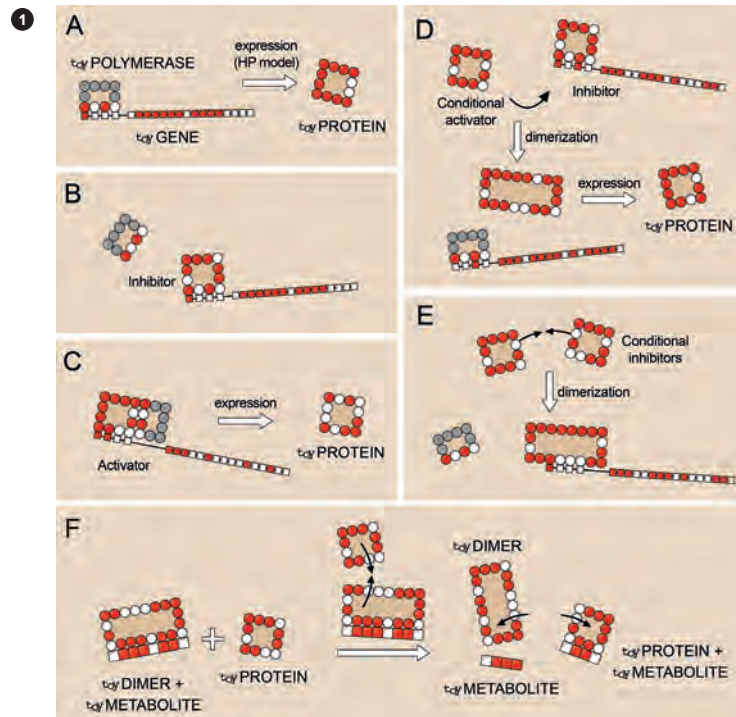 1
A
toy POLYMERASE
expression
(HP model)
toy GENE
toy PROTEIN
B
Inhibitor
C
expression
Activator
toy PROTEIN
D
Conditional
activator
Inhibitor
dimerization
expression
toy PROTEIN
E
Conditional
inhibitors
dimerization
F
toy DIMER +
toy METABOLITE
toy PROTEIN
toy DIMER
toy METABOLITE
toy PROTEIN +
toy METABOLITE